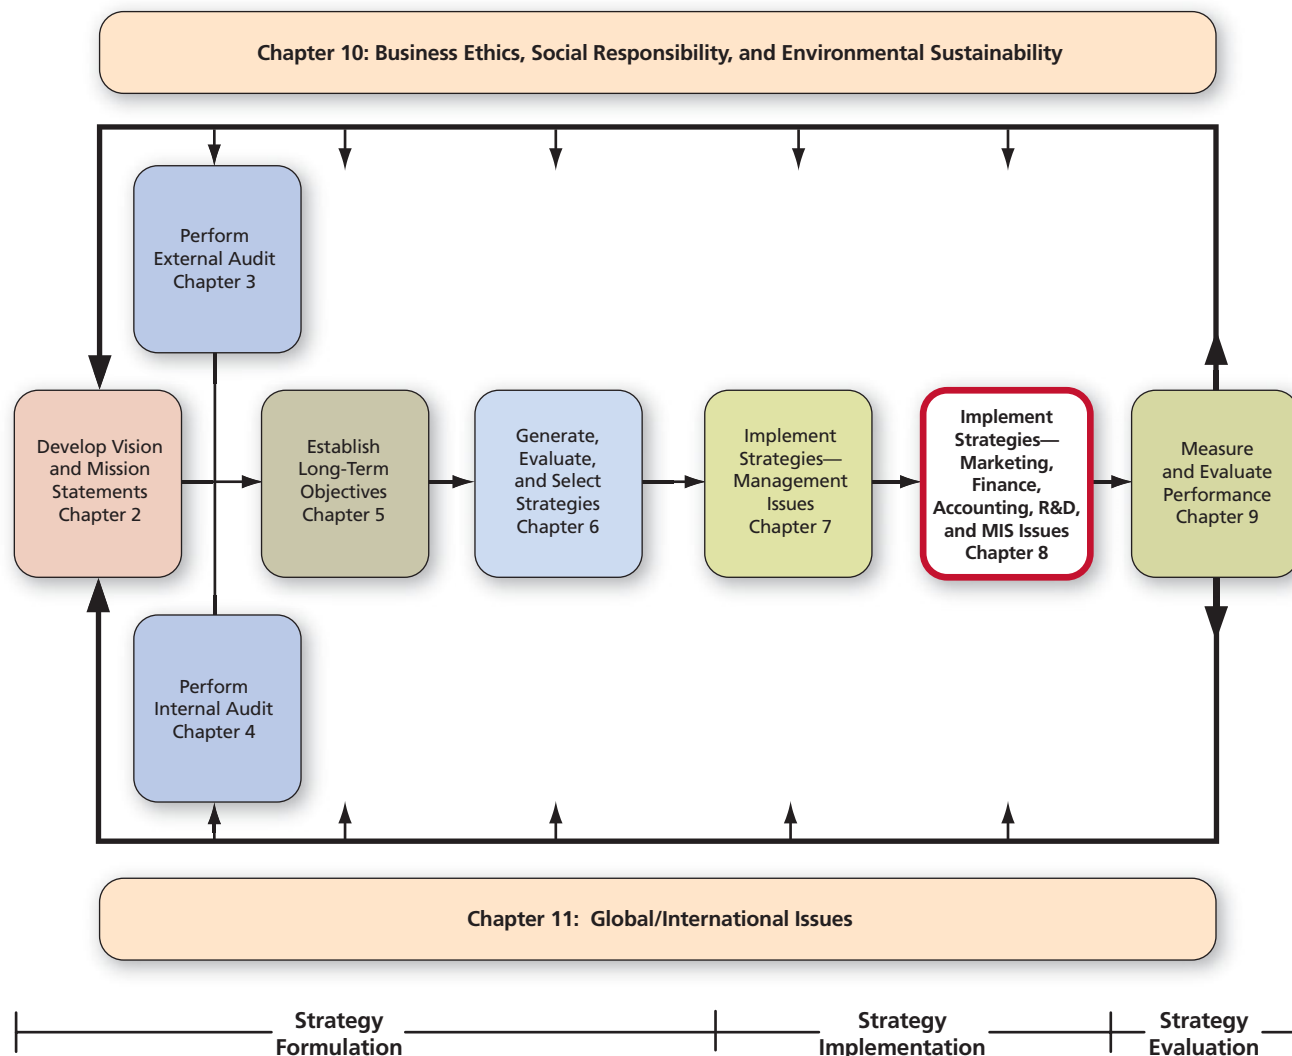 Chapter 10: Business Ethics, Social Responsibility, and Environmental Sustainability
Perform
External Audit
Chapter 3
Develop Vision
and Mission
Statements
Chapter 2
Establish
Long-Term
Objectives
Chapter 5
Generate,
Evaluate,
and Select
Strategies
Chapter 6
Implement
Strategies—
Management
Issues
Chapter 7
Implement
Strategies—
Marketing,
Finance,
Accounting, R&D,
and MIS Issues
Chapter 8
Measure
and Evaluate
Performance
Chapter 9
Perform
Internal Audit
Chapter 4
Chapter 11: Global/International Issues
Strategy
Formulation
Strategy
Implementation
Strategy
Evaluation